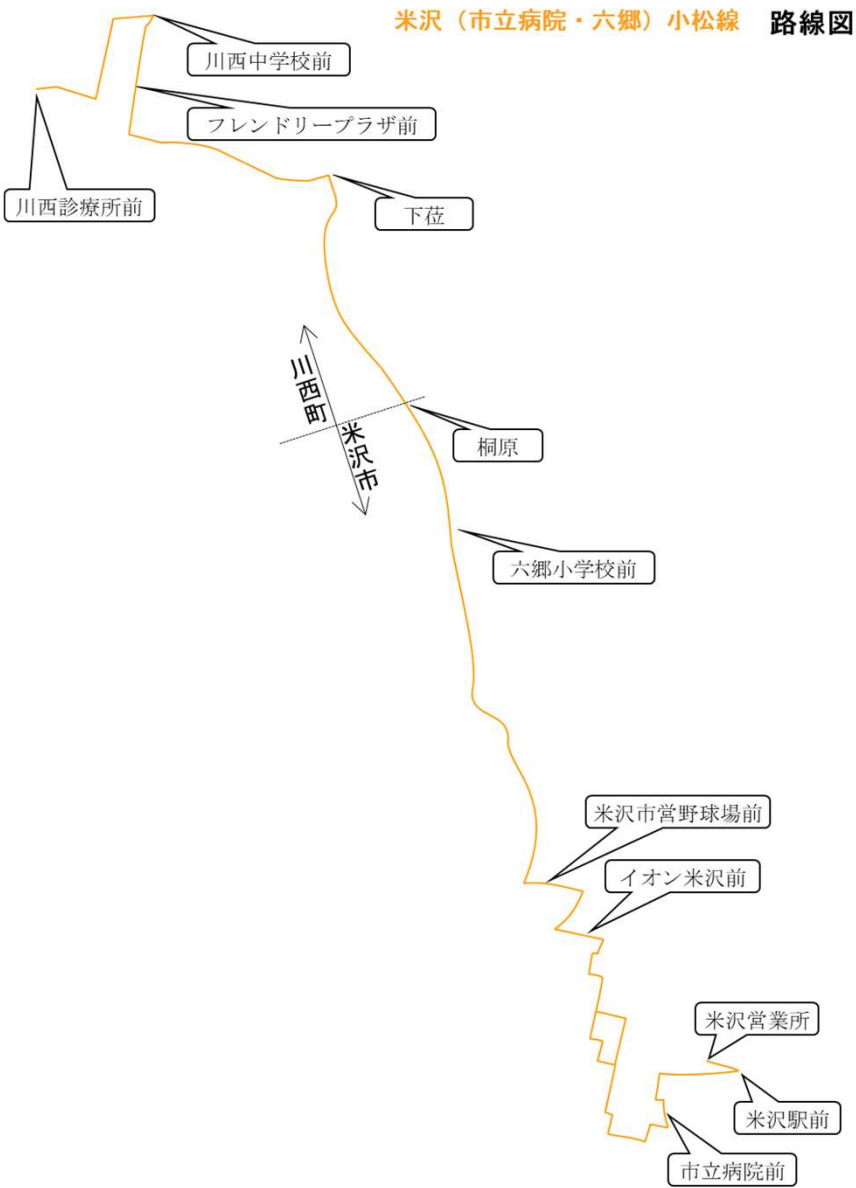 米沢（市立病院・六郷）小松線 路線図
川西中学校前
フレンドリープラザ前
川西診療所前
下莅
川西町
米沢市
桐原
六郷小学校前
米沢市営野球場前
イオン米沢前
米沢営業所
米沢駅前
市立病院前